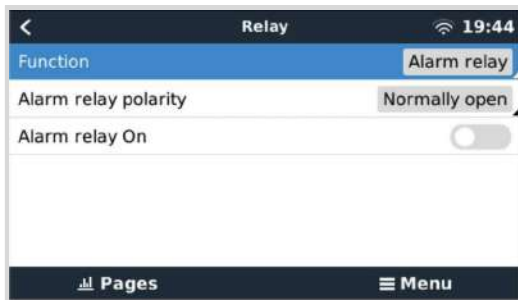 Relay 19:44
Function Alarm relay
Alarm relay polarity Normally open
Alarm relay On
Pages Menu